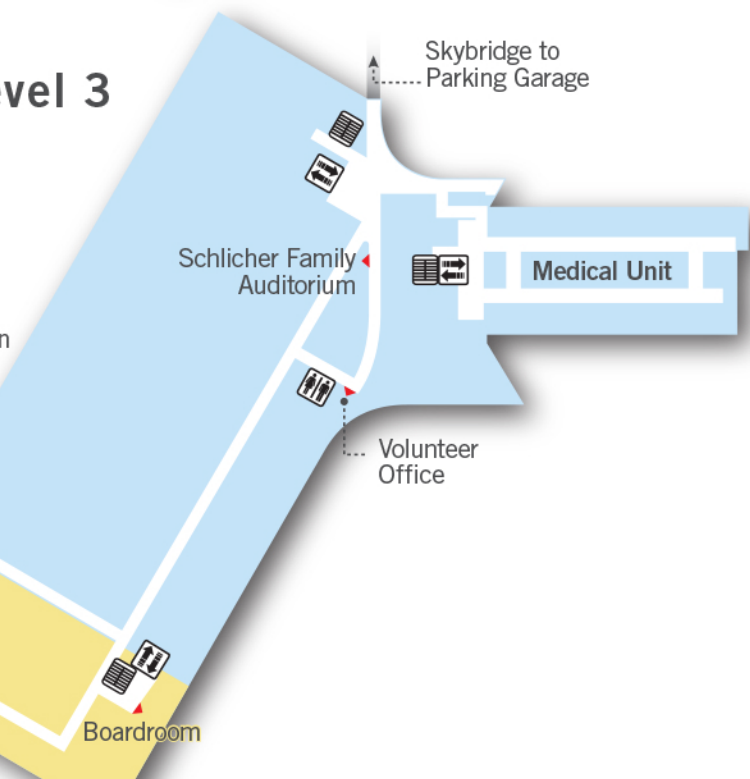 vel 3
Skybridge to
Parking Garage
Schlicher Family
Auditorium
Medical Unit
n
Volunteer
Office
Boardroom